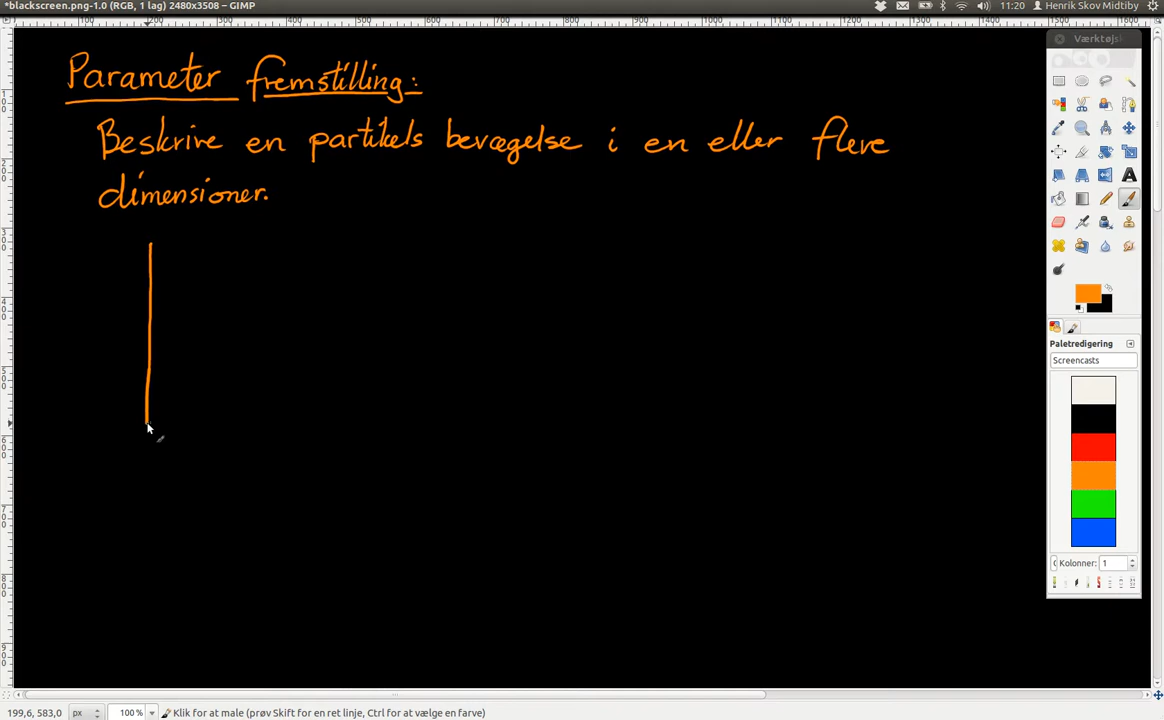 *blackscreen.png-1.0 (RGB, 1 lag) 2480x3508 – GIMP
11:20
Henrik Skov Midtiby
Parameter fremstilling:
Beskrive en partikels bevægelse i en eller flere
dimensioner.
Værktøjsk
Paletredigering
Screencasts
Kolonner: 1
199,6, 583,0
px
100%
Klik for at male (prøv Skift for en ret linje, Ctrl for at vælge en farve)